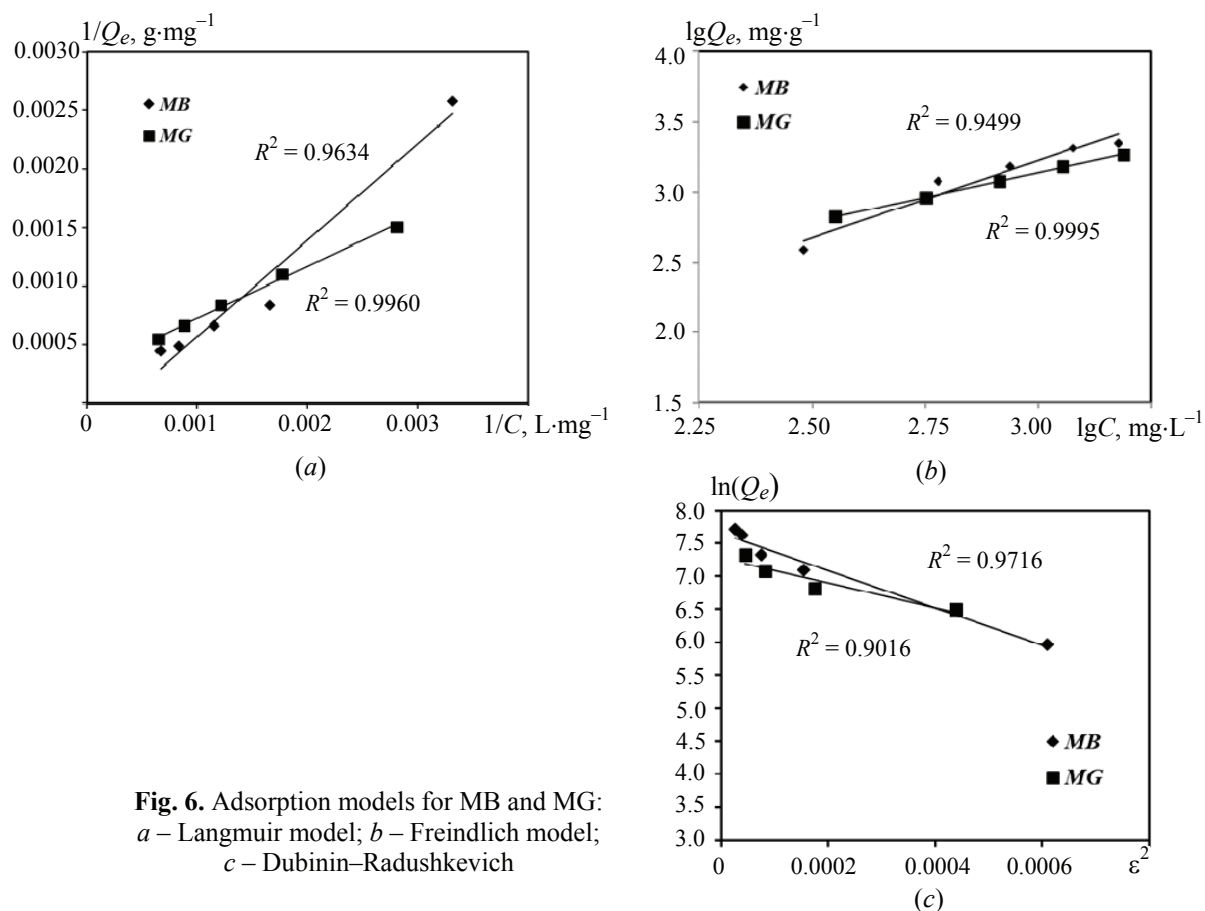 1/Qe, g·mg⁻¹
0.0030
0.0025
0.0020
0.0015
0.0010
0.0005
MB
MG
R² = 0.9634
R² = 0.9960
0
0.001
0.002
0.003
1/C, L·mg⁻¹
(a)
lgQe, mg·g⁻¹
4.0
3.5
3.0
2.5
2.0
1.5
MB
MG
R² = 0.9499
R² = 0.9995
2.25
2.50
2.75
3.00
lgC, mg·L⁻¹
(b)
ln(Qe)
8.0
7.5
7.0
6.5
6.0
5.5
5.0
4.5
4.0
3.5
3.0
R² = 0.9716
R² = 0.9016
MB
MG
0
0.0002
0.0004
0.0006
ε²
(c)
Fig. 6. Adsorption models for MB and MG:
a – Langmuir model; b – Freindlich model;
c – Dubinin–Radushkevich